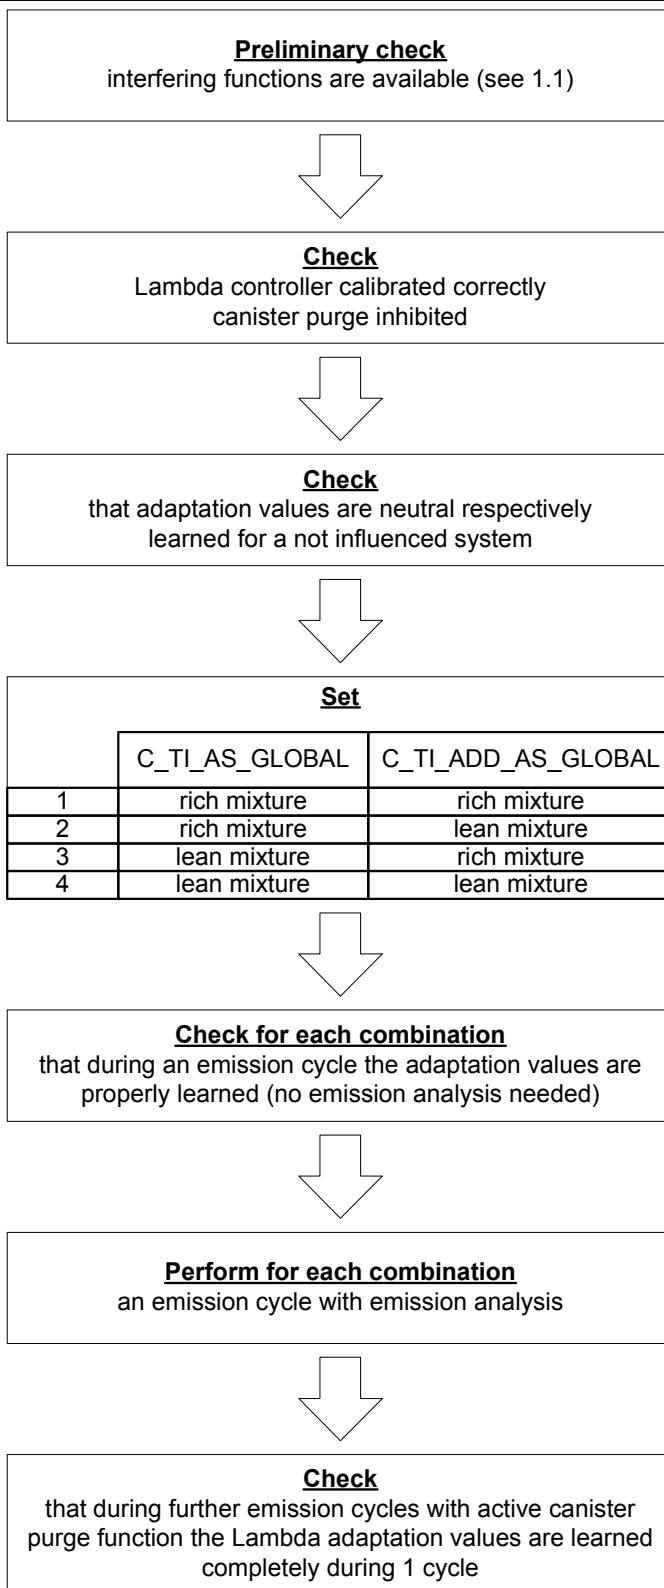 Preliminary check
interfering functions are available (see 1.1)
Check
Lambda controller calibrated correctly
canister purge inhibited
Check
that adaptation values are neutral respectively
learned for a not influenced system
Set
C_TI_AS_GLOBAL C_TI_ADD_AS_GLOBAL
1 rich mixture rich mixture
2 rich mixture lean mixture
3 lean mixture rich mixture
4 lean mixture lean mixture
Check for each combination
that during an emission cycle the adaptation values are
properly learned (no emission analysis needed)
Perform for each combination
an emission cycle with emission analysis
Check
that during further emission cycles with active canister
purge function the Lambda adaptation values are learned
completely during 1 cycle